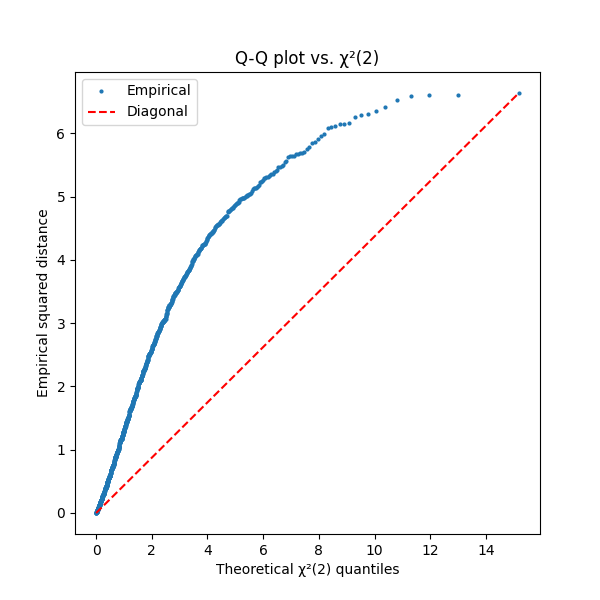 Q-Q plot vs. χ²(2)
Empirical
Diagonal
Empirical squared distance
6
5
4
3
2
1
0
0 2 4 6 8 10 12 14
Theoretical χ²(2) quantiles